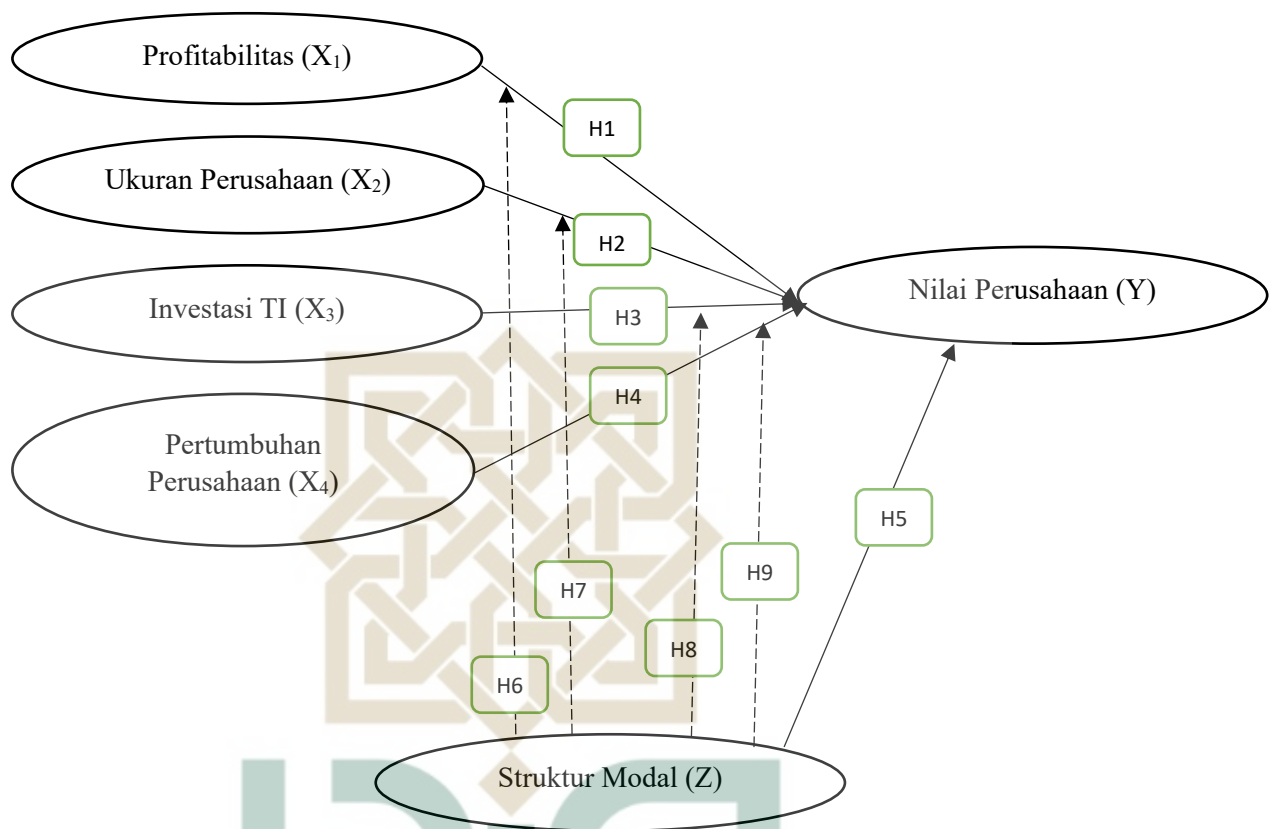 Profitabilitas (X₁)
H1
Ukuran Perusahaan (X₂)
H2
Nilai Perusahaan (Y)
Investasi TI (X₃)
H3
H4
Pertumbuhan
Perusahaan (X₄)
H5
H9
H7
H8
H6
Struktur Modal (Z)